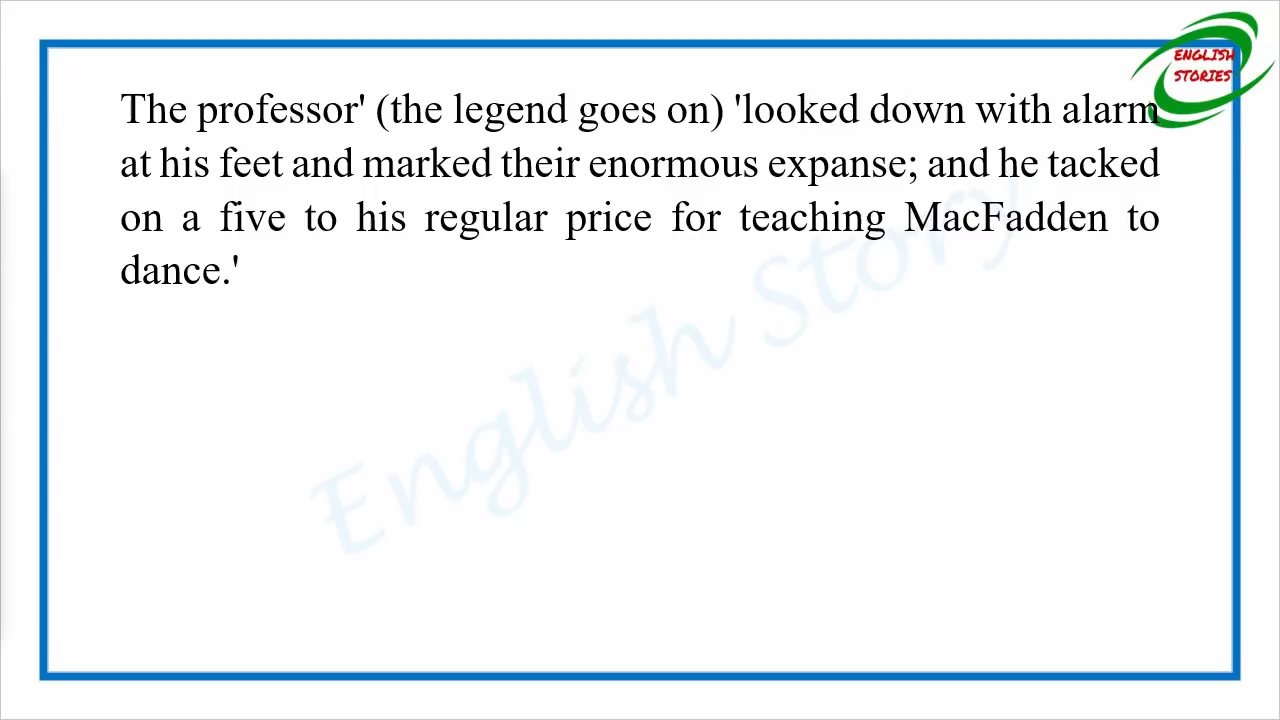 ENGLISH
STORIES
The professor' (the legend goes on) 'looked down with alarm
at his feet and marked their enormous expanse; and he tacked
on a five to his regular price for teaching MacFadden to
dance.'
English Story